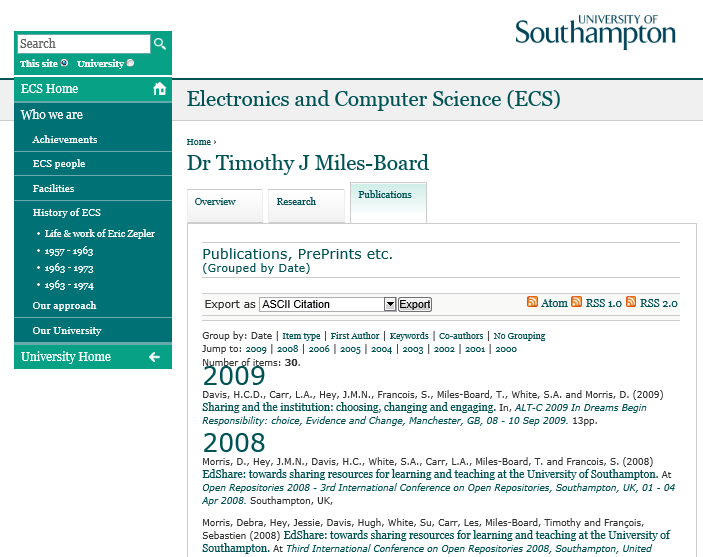 UNIVERSITY OF
Southampton
Search
This site University
ECS Home
Who we are
Achievements
ECS people
Facilities
History of ECS
• Life & work of Eric Zepler
• 1957 - 1963
• 1963 - 1973
• 1963 - 1974
Our approach
Our University
University Home
Electronics and Computer Science (ECS)
Home ›
Dr Timothy J Miles-Board
Overview
Research
Publications
Publications, PrePrints etc.
(Grouped by Date)
Export as ASCII Citation Export
Atom RSS 1.0 RSS 2.0
Group by: Date | Item type | First Author | Keywords | Co-authors | No Grouping
Jump to: 2009 | 2008 | 2006 | 2005 | 2004 | 2003 | 2002 | 2001 | 2000
Number of items: 30.
2009
Davis, H.C.D., Carr, L.A., Hey, J.M.N., Francois, S., Miles-Board, T., White, S.A. and Morris, D. (2009)
Sharing and the institution: choosing, changing and engaging. In, ALT-C 2009 In Dreams Begin
Responsibility: choice, Evidence and Change, Manchester, GB, 08 - 10 Sep 2009. 13pp.
2008
Morris, D., Hey, J.M.N., Davis, H.C., White, S.A., Carr, L.A., Miles-Board, T. and Francois, S. (2008)
EdShare: towards sharing resources for learning and teaching at the University of Southampton. At
Open Repositories 2008 - 3rd International Conference on Open Repositories, Southampton, UK, 01 - 04
Apr 2008. Southampton, UK,
Morris, Debra, Hey, Jessie, Davis, Hugh, White, Su, Carr, Les, Miles-Board, Timothy and François,
Sebastien (2008) EdShare: towards sharing resources for learning and teaching at the University of
Southampton. At Third International Conference on Open Repositories 2008, Southampton, United